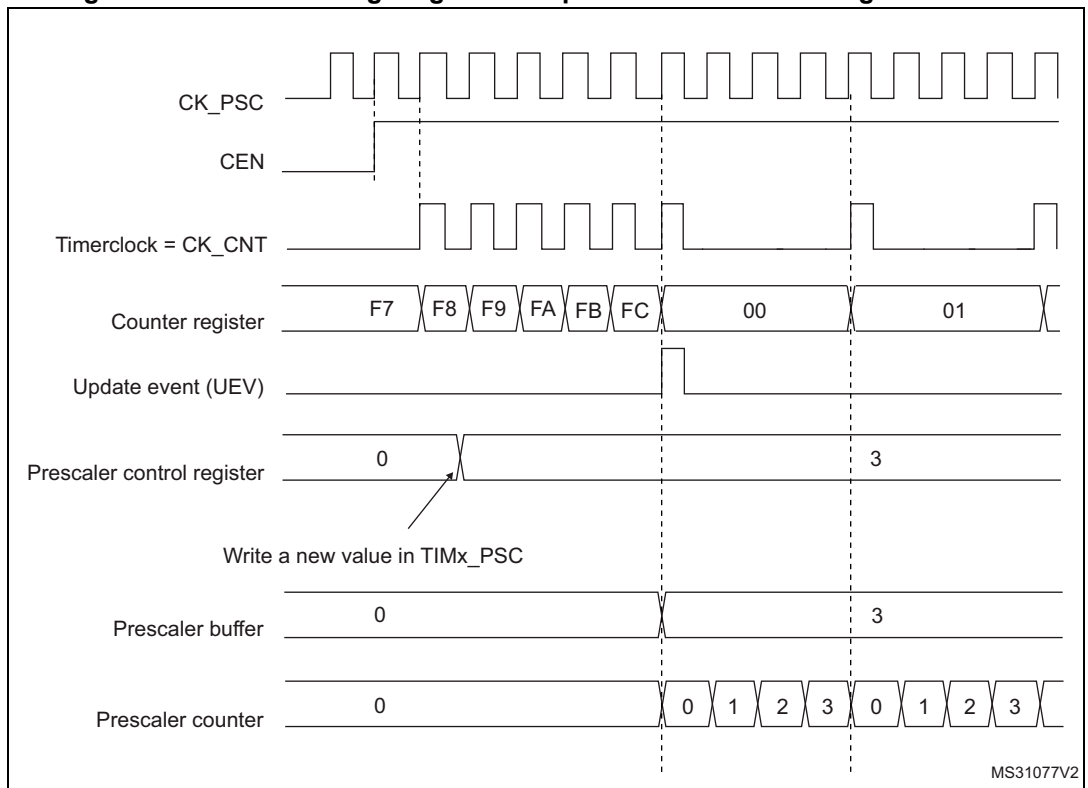 CK_PSC
CEN
Timerclock = CK_CNT
Counter register
F7 F8 F9 FA FB FC 00 01
Update event (UEV)
Prescaler control register
0 3
Write a new value in TIMx_PSC
Prescaler buffer
0 3
Prescaler counter
0 0 1 2 3 0 1 2 3
MS31077V2